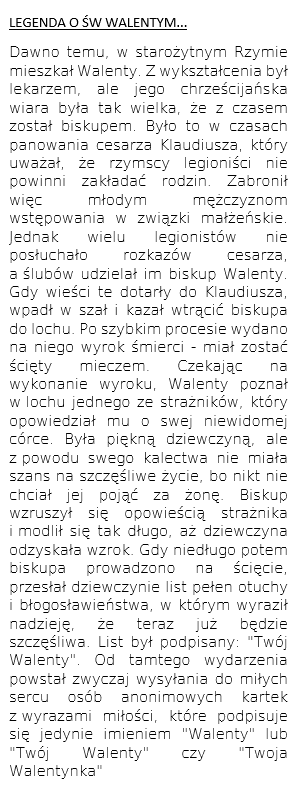 LEGENDA O ŚW WALENTYM...
Dawno temu, w starożytnym Rzymie
mieszkał Walenty. Z wykształcenia był
lekarzem, ale jego chrześcijańska
wiara była tak wielka, że z czasem
został biskupem. Było to w czasach
panowania cesarza Klaudiusza, który
uważał, że rzymscy legioniści nie
powinni zakładać rodzin. Zabronił
więc młodym mężczyznom
wstępowania w związki małżeńskie.
Jednak wielu legionistów nie
posłuchało rozkazów cesarza,
a ślubów udzielał im biskup Walenty.
Gdy wieści te dotarły do Klaudiusza,
wpadł w szał i kazał wtrącić biskupa
do lochu. Po szybkim procesie wydano
na niego wyrok śmierci - miał zostać
ścięty mieczem. Czekając na
wykonanie wyroku, Walenty poznał
w lochu jednego ze strażników, który
opowiedział mu o swej niewidomej
córce. Była piękną dziewczyną, ale
z powodu swego kalectwa nie miała
szans na szczęśliwe życie, bo nikt nie
chciał jej pojąć za żonę. Biskup
wzruszył się opowieścią strażnika
i modlił się tak długo, aż dziewczyna
odzyskała wzrok. Gdy niedługo potem
biskupa prowadzono na ścięcie,
przesłał dziewczynie list pełen otuchy
i błogosławieństwa, w którym wyraził
nadzieję, że teraz już będzie
szczęśliwa. List był podpisany: "Twój
Walenty". Od tamtego wydarzenia
powstał zwyczaj wysyłania do miłych
sercu osób anonimowych kartek
z wyrazami miłości, które podpisuje
się jedynie imieniem "Walenty" lub
"Twój Walenty" czy "Twoja
Walentynka"